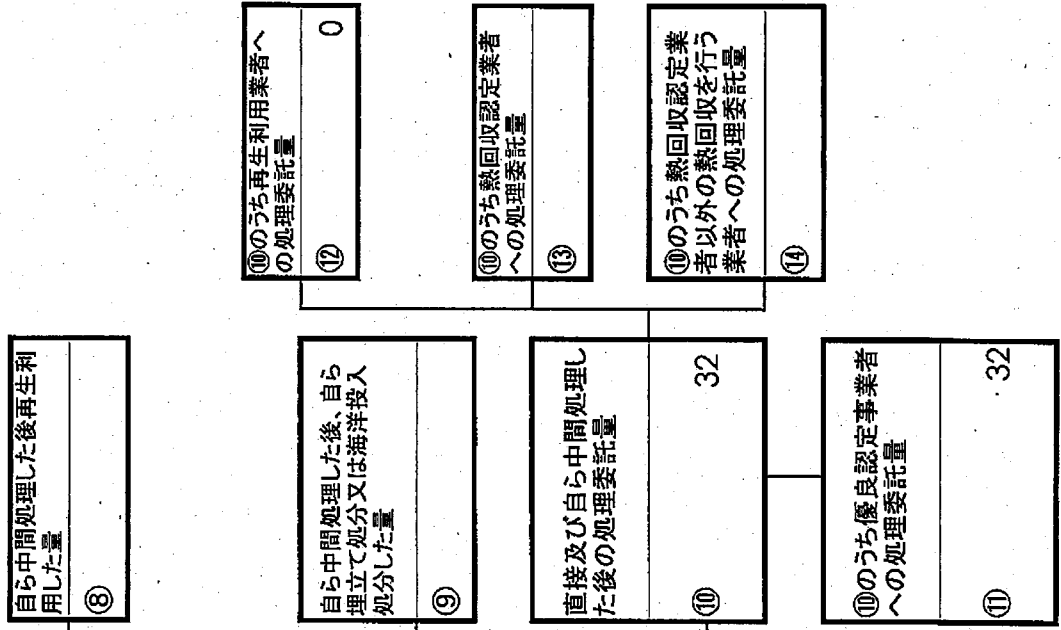 自ら中間処理した後再生利
用した量
⑧
自ら中間処理した後、自ら
埋立て処分又は海洋投入
処分した量
⑨
直接及び自ら中間処理し
た後の処理委託量
⑩ 32
⑩のうち優良認定事業者
への処理委託量
⑪ 32
⑩のうち再生利用業者へ
の処理委託量
⑫ 0
⑩のうち熱回収認定業者
への処理委託量
⑬
⑩のうち熱回収認定業
者以外の熱回収を行う
業者への処理委託量
⑭